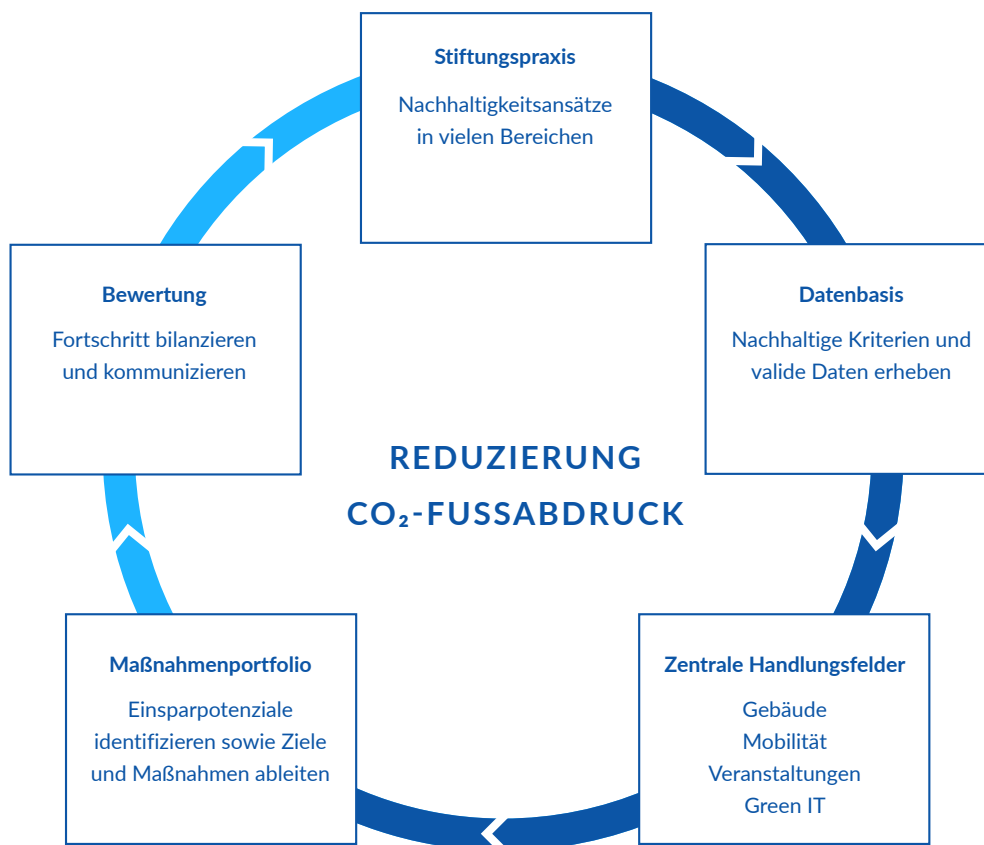 Stiftungspraxis
Nachhaltigkeitsansätze
in vielen Bereichen
Bewertung
Fortschritt bilanzieren
und kommunizieren
Datenbasis
Nachhaltige Kriterien und
valide Daten erheben
REDUZIERUNG
CO₂-FUSSABDRUCK
Maßnahmenportfolio
Einsparpotenziale
identifizieren sowie Ziele
und Maßnahmen ableiten
Zentrale Handlungsfelder
Gebäude
Mobilität
Veranstaltungen
Green IT